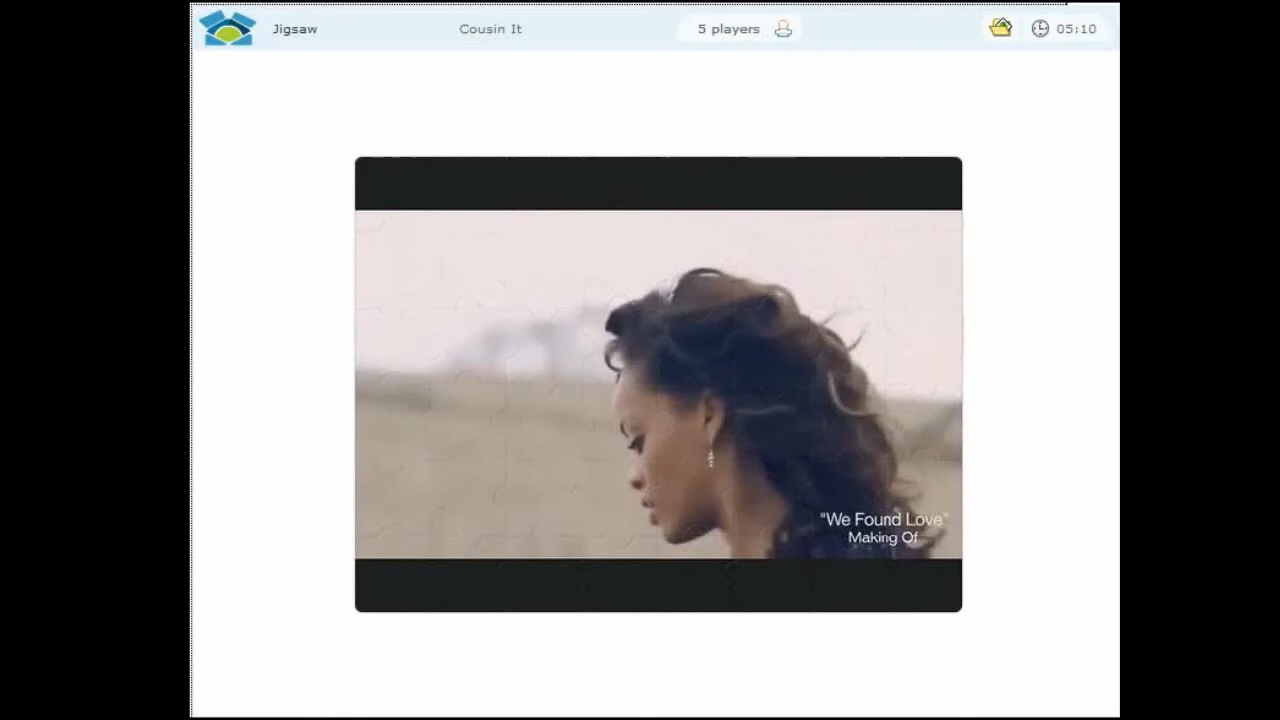 Jigsaw
Cousin It
5 players
05:10
"We Found Love"
Making Of